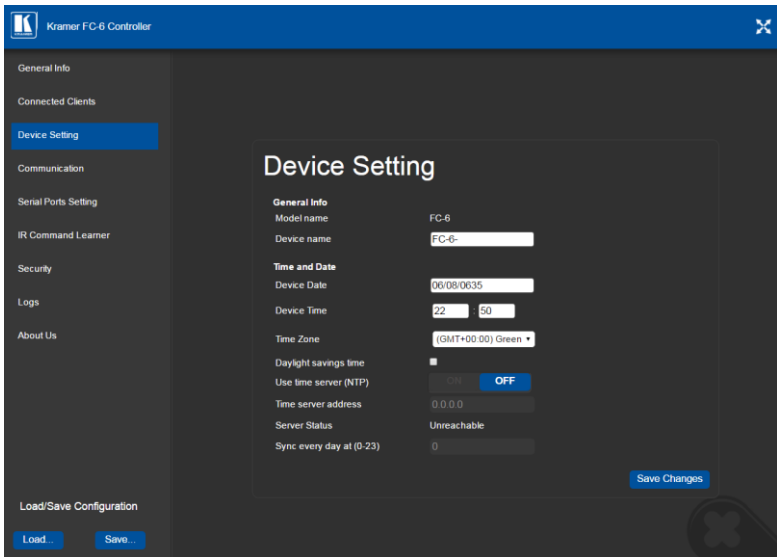 K
KRAMER
Kramer FC-6 Controller
General Info
Connected Clients
Device Setting
Communication
Serial Ports Setting
IR Command Learner
Security
Logs
About Us
Load/Save Configuration
Load...
Save...
Device Setting
General Info
Model name FC-6
Device name FC-6-
Time and Date
Device Date 06/08/0635
Device Time 22 : 50
Time Zone (GMT+00:00) Green
Daylight savings time
Use time server (NTP) ON OFF
Time server address 0.0.0.0
Server Status Unreachable
Sync every day at (0-23) 0
Save Changes